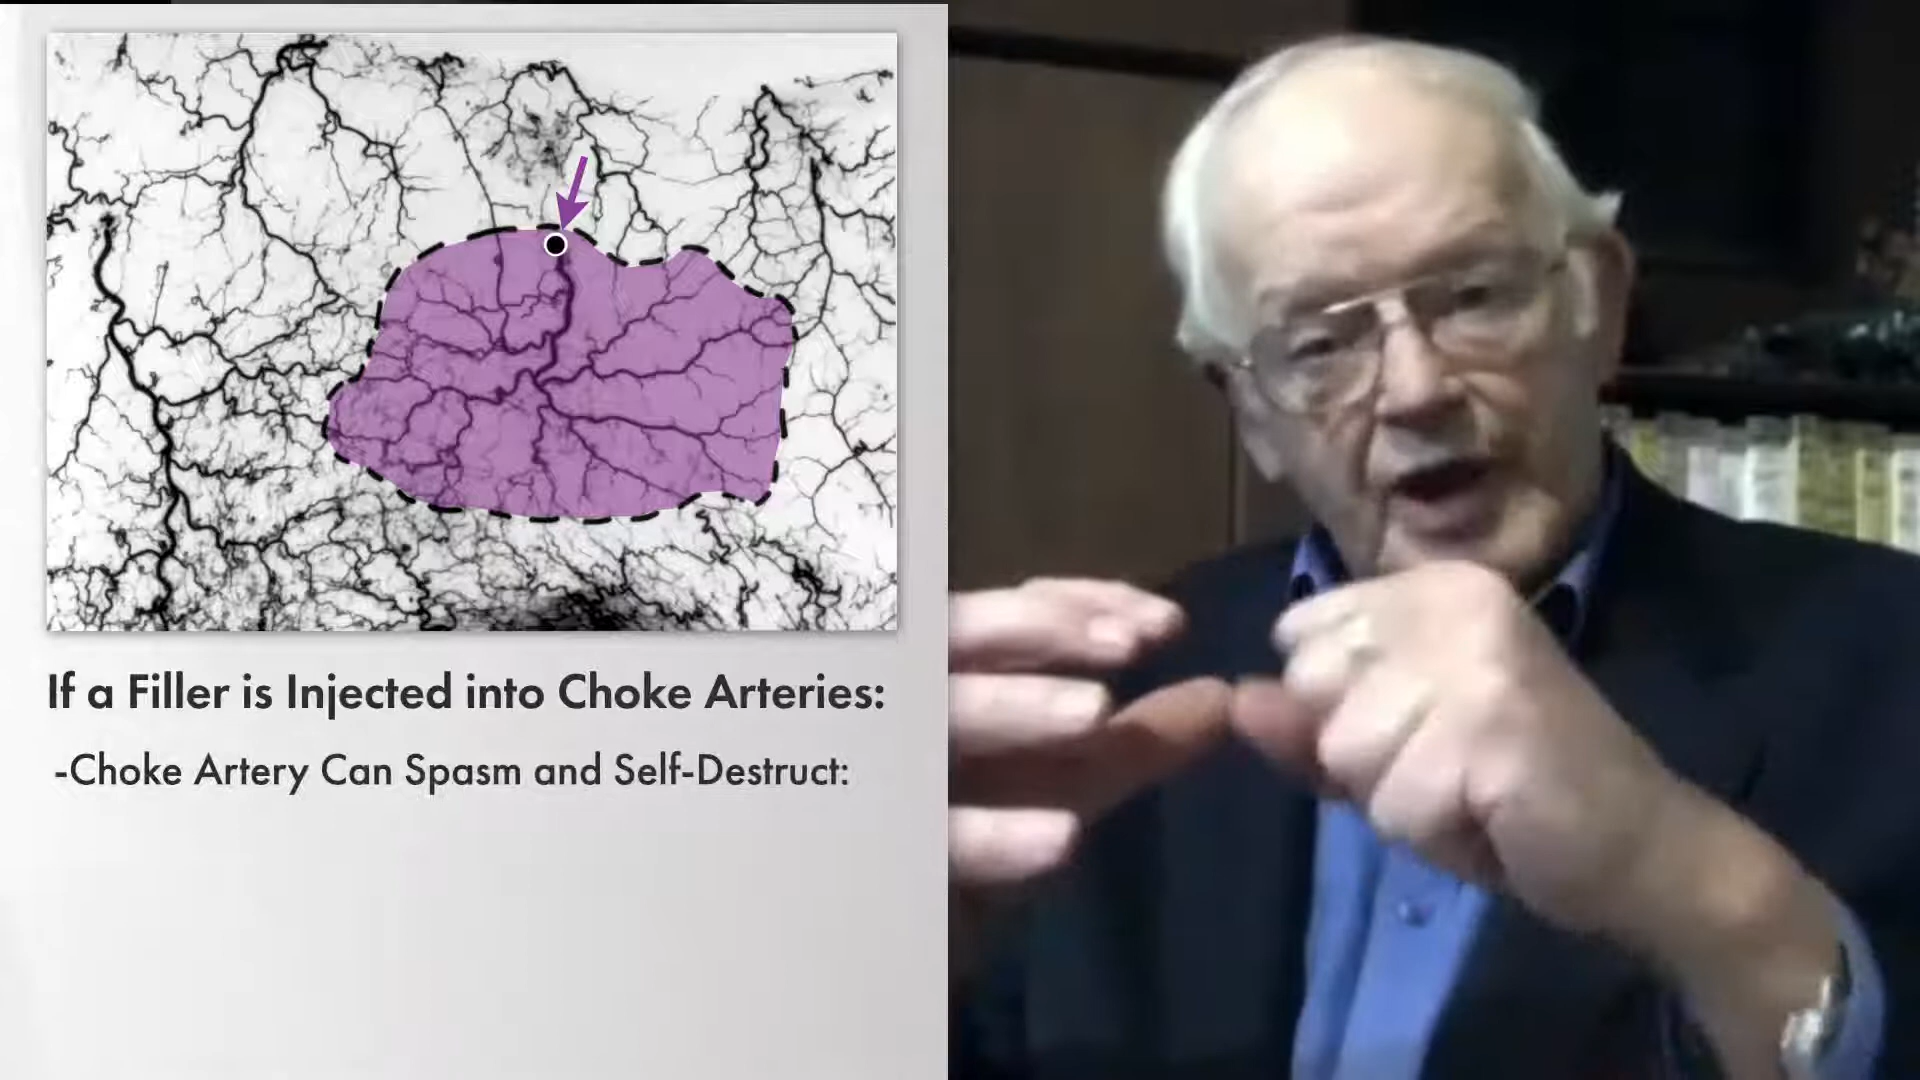 If a Filler is Injected into Choke Arteries:
-Choke Artery Can Spasm and Self-Destruct: